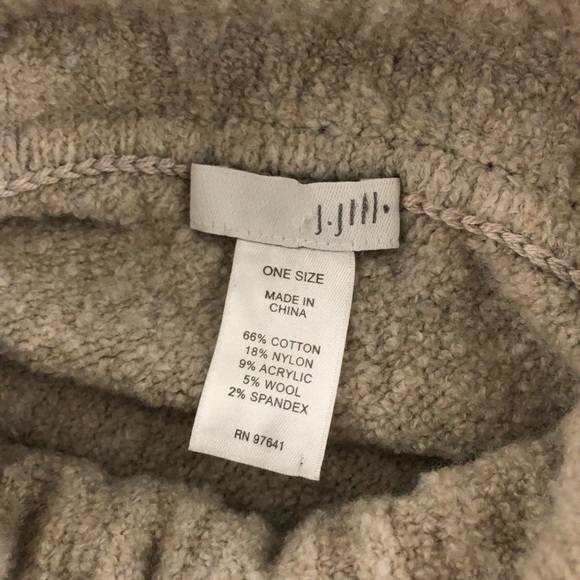 J.Jill.
ONE SIZE
MADE IN
CHINA
66% COTTON
18% NYLON
9% ACRYLIC
5% WOOL
2% SPANDEX
RN 97641